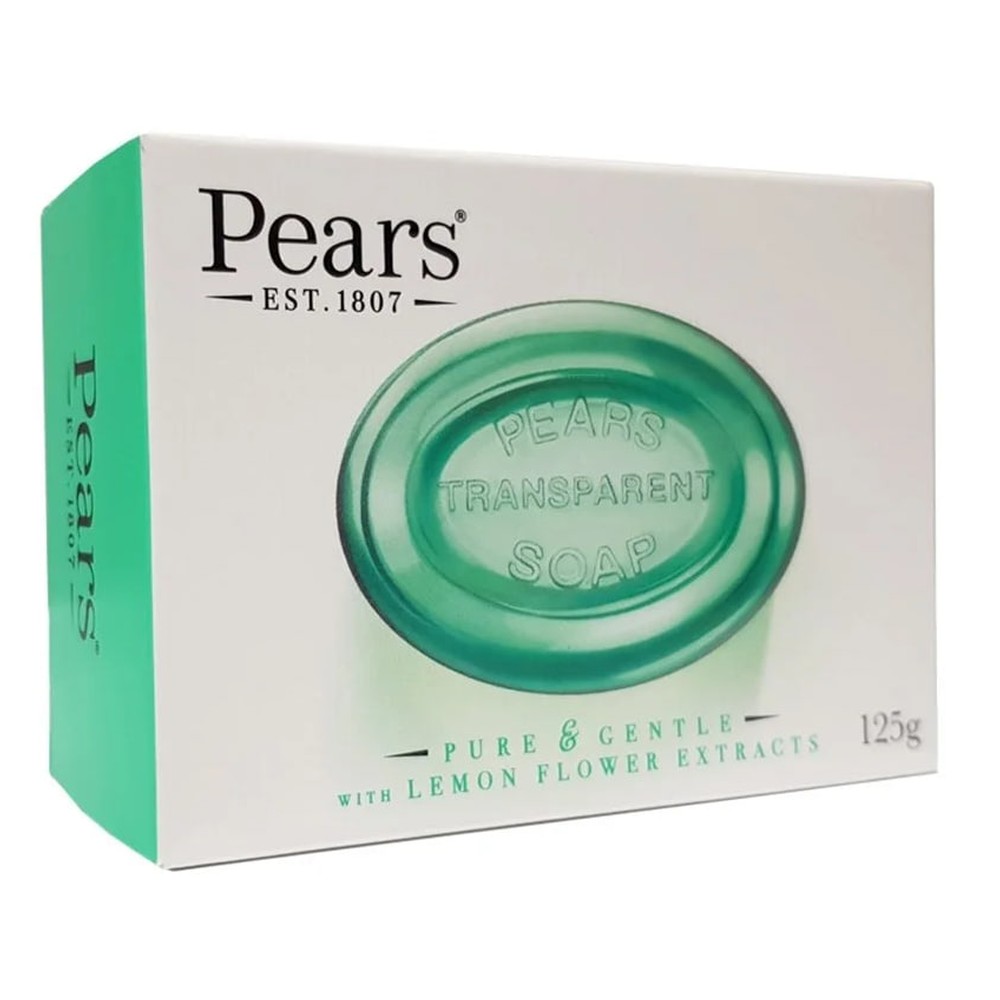 Pears®
EST. 1807
PEARS
TRANSPARENT
SOAP
PURE & GENTLE
WITH LEMON FLOWER EXTRACTS
125g
Pears®
EST. 1807